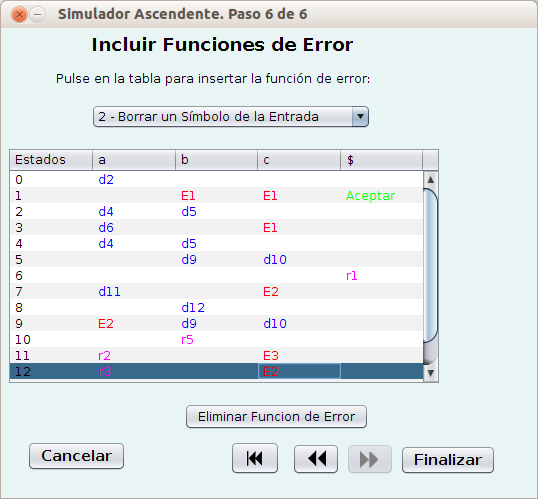 Simulador Ascendente. Paso 6 de 6
Incluir Funciones de Error
Pulse en la tabla para insertar la función de error:
2 - Borrar un Símbolo de la Entrada
Estados a b c $
0 d2
1 E1 E1 Aceptar
2 d4 d5
3 d6 E1
4 d4 d5
5 d9 d10
6 r1
7 d11 E2
8 d12
9 E2 d9 d10
10 r5
11 r2 E3
12 r3 E2
Eliminar Funcion de Error
Cancelar Finalizar